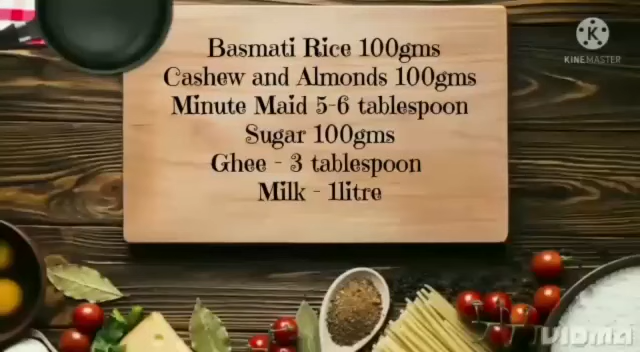 Basmati Rice 100gms
Cashew and Almonds 100gms
Minute Maid 5-6 tablespoon
Sugar 100gms
Ghee - 3 tablespoon
Milk - 1litre
KINEMASTER
VIDMA